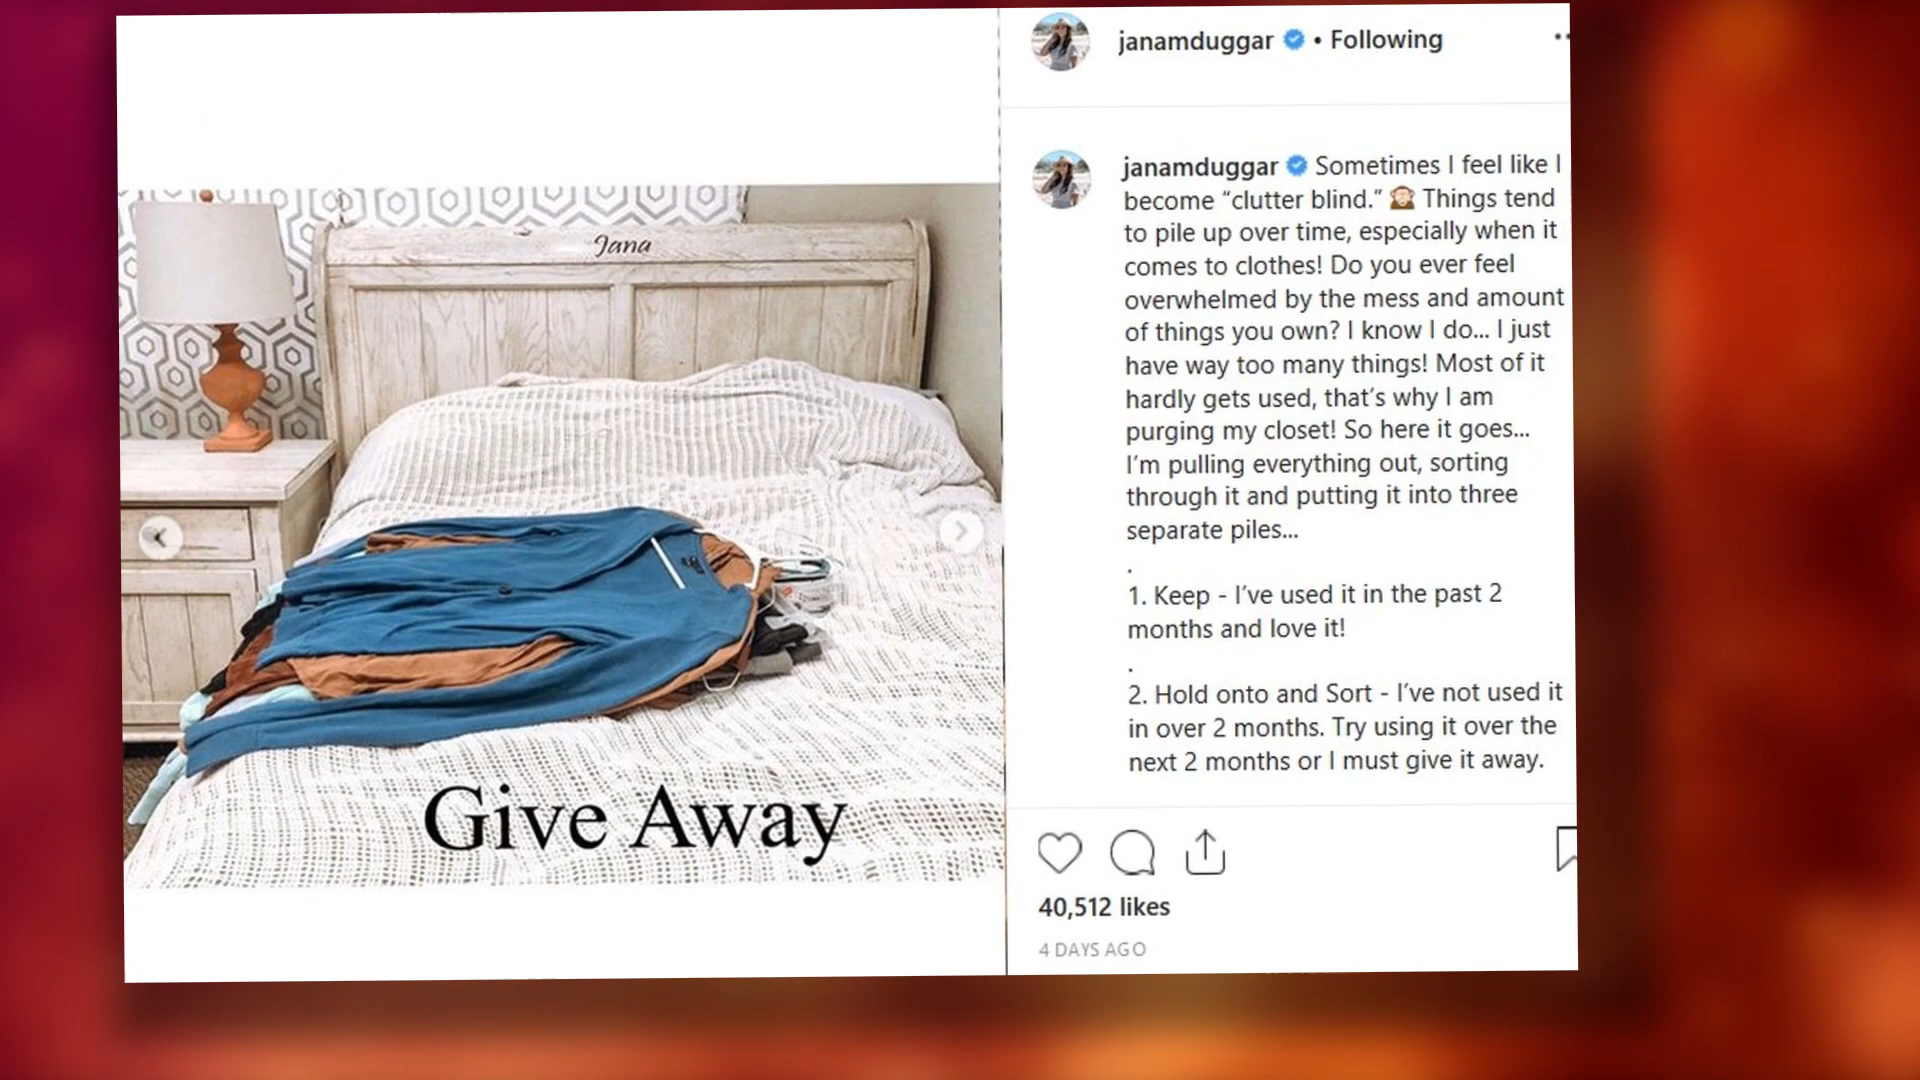 Jana
Give Away
janamduggar • Following
janamduggar Sometimes I feel like I
become “clutter blind.” 🙈 Things tend
to pile up over time, especially when it
comes to clothes! Do you ever feel
overwhelmed by the mess and amount
of things you own? I know I do... I just
have way too many things! Most of it
hardly gets used, that’s why I am
purging my closet! So here it goes...
I’m pulling everything out, sorting
through it and putting it into three
separate piles...
.
1. Keep - I’ve used it in the past 2
months and love it!
.
2. Hold onto and Sort - I’ve not used it
in over 2 months. Try using it over the
next 2 months or I must give it away.
40,512 likes
4 DAYS AGO